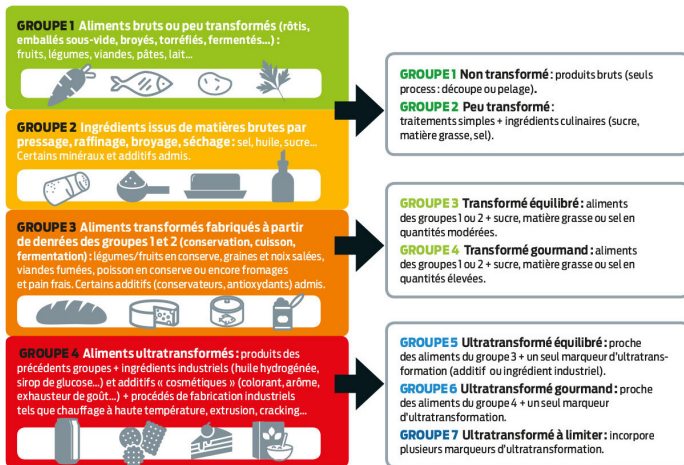 GROUPE 1 Aliments bruts ou peu transformés (rôtis,
emballés sous-vide, broyés, torréfiés, fermentés...) :
fruits, légumes, viandes, pâtes, lait...
GROUPE 2 Ingrédients issus de matières brutes par
pressage, raffinage, broyage, séchage : sel, huile, sucre...
Certains minéraux et additifs admis.
GROUPE 3 Aliments transformés fabriqués à partir
de denrées des groupes 1 et 2 (conservation, cuisson,
fermentation) : légumes/fruits en conserve, graines et noix salées,
viandes fumées, poisson en conserve ou encore fromages
et pain frais. Certains additifs (conservateurs, antioxydants) admis.
GROUPE 4 Aliments ultratransformés : produits des
précédents groupes + ingrédients industriels (huile hydrogénée,
sirop de glucose...) et additifs « cosmétiques » (colorant, arôme,
exhausteur de goût...) + procédés de fabrication industriels
tels que chauffage à haute température, extrusion, cracking...
GROUPE 1 Non transformé : produits bruts (seuls
process : découpe ou pelage).
GROUPE 2 Peu transformé :
traitements simples + ingrédients culinaires (sucre,
matière grasse, sel).
GROUPE 3 Transformé équilibré : aliments
des groupes 1 ou 2 + sucre, matière grasse ou sel en
quantités modérées.
GROUPE 4 Transformé gourmand : aliments
des groupes 1 ou 2 + sucre, matière grasse ou sel en
quantités élevées.
GROUPE 5 Ultratransformé équilibré : proche
des aliments du groupe 3 + un seul marqueur d'ultratrans-
formation (additif ou ingrédient industriel).
GROUPE 6 Ultratransformé gourmand : proche
des aliments du groupe 4 + un seul marqueur
d'ultratransformation.
GROUPE 7 Ultratransformé à limiter : incorpore
plusieurs marqueurs d'ultratransformation.